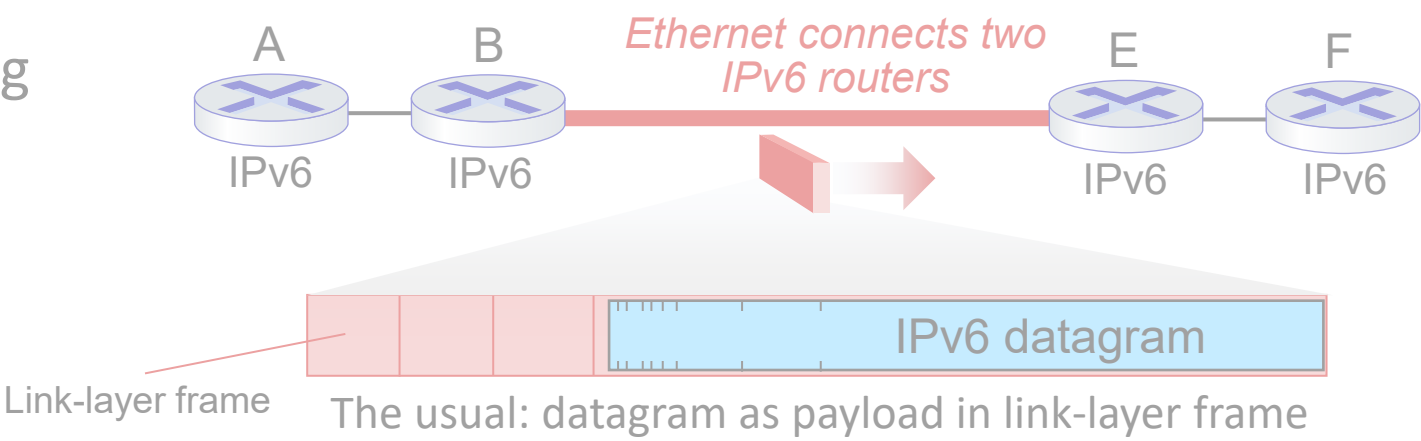 g
A
B
Ethernet connects two
IPv6 routers
E
F
IPv6
IPv6
IPv6
IPv6
IPv6 datagram
Link-layer frame
The usual: datagram as payload in link-layer frame